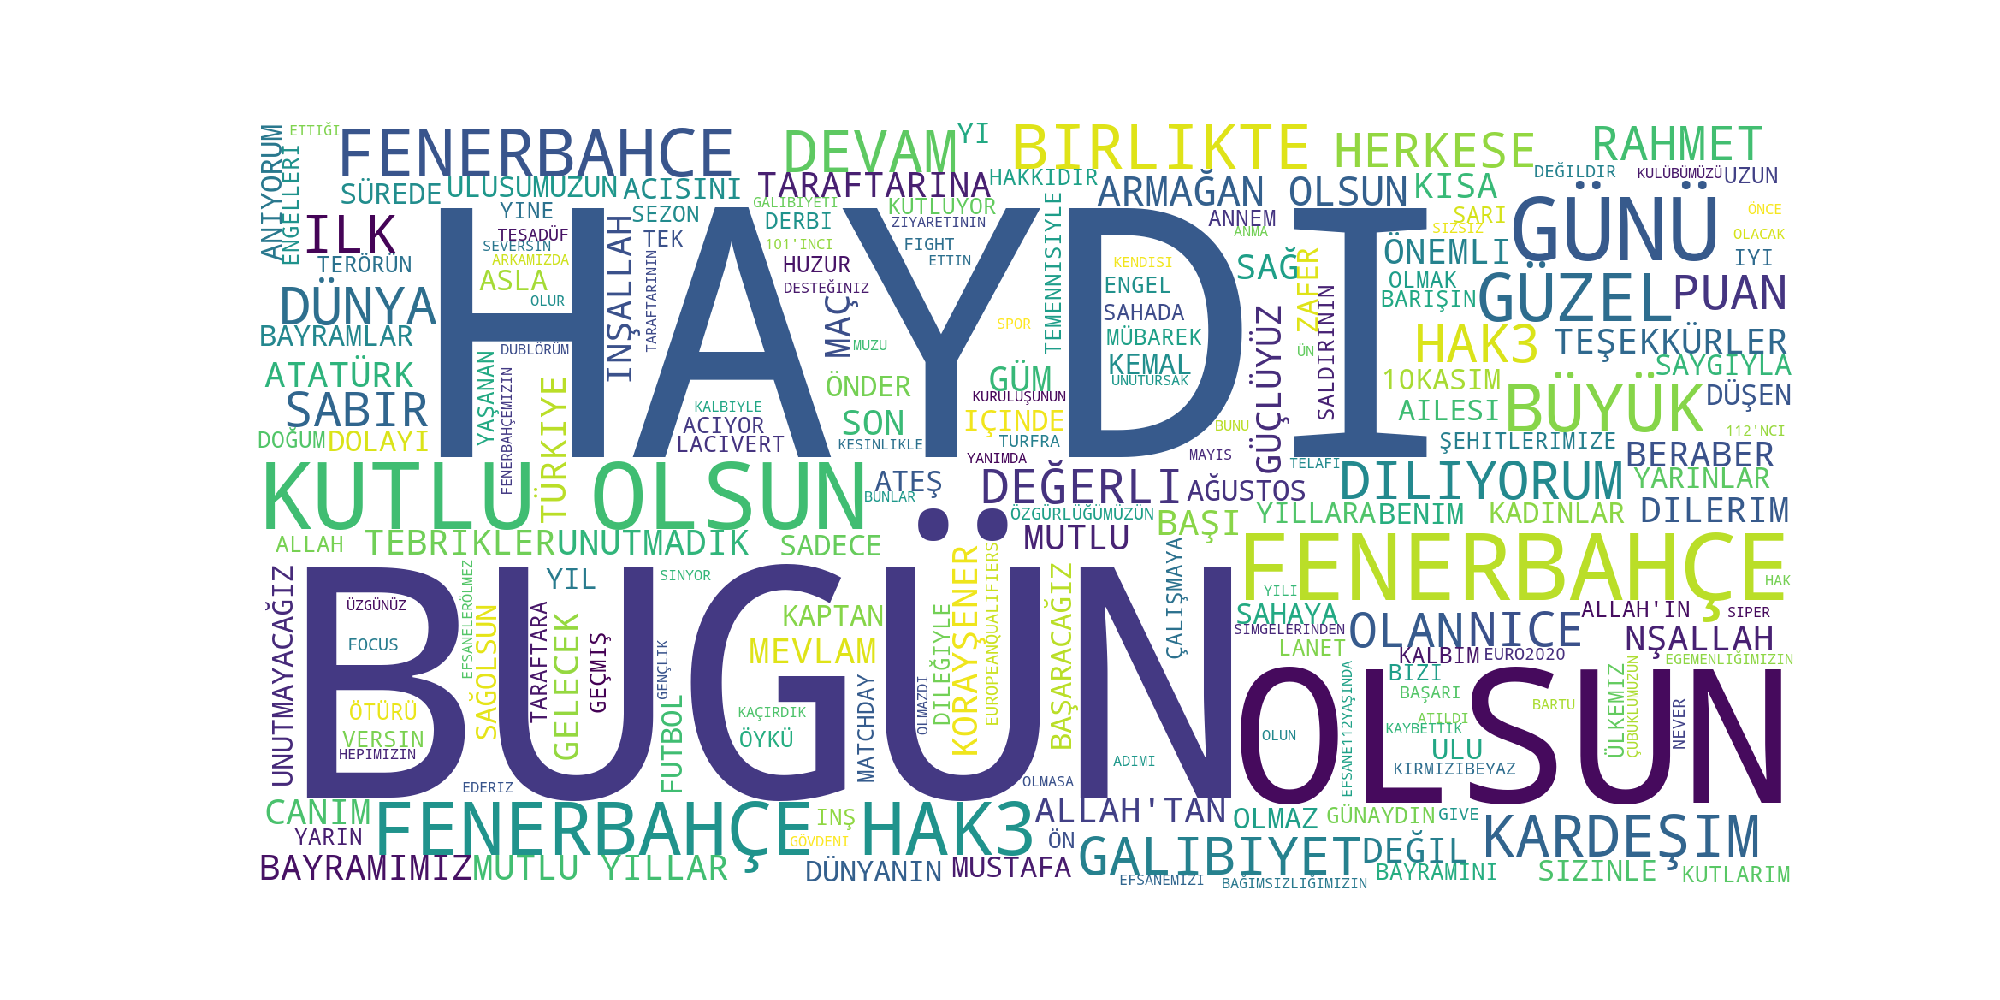 ETTIĞI
FENERBAHCE
DEVAM
YI
BIRLIKTE
HERKESE
RAHMET
ANIYORUM
ENGELLERI
SÜREDE
ULUSUMUZUN
ACISINI
TARAFTARINA
HAKKIDIR
ARMAĞAN OLSUN
KISA
DEĞILDIR
KULÜBÜMÜZÜ
UZUN
ILK
YINE
SEZON
GALIBIYETI
KUTLUYOR
DERBI
ZIYARETININ
ANNEM
SARI
GÜNÜ
ÖNCE
TESADÜF
SEVERSIN
TEK
101'INCI
FIGHT
ANMA
SIZSIZ
OLACAK
HAYDI
TERÖRÜN
ARKAMIZDA
INŞALLAH
TARAFTARININ
HUZUR
ETTIN
TEMENNISIYLE
KENDISI
SAĞ
ZAFER
ÖNEMLI
IYI
ASLA
OLUR
DESTEĞINIZ
ENGEL
OLMAK
GÜZEL
PUAN
DÜNYA
MAÇ
SPOR
SAHADA
BARIŞIN
BAYRAMLAR
DUBLÖRÜM
MUZU
MÜBAREK
GÜÇLÜYÜZ
SALDIRININ
ÜN
HAK3
TEŞEKKÜRLER
ATATÜRK
YAŞANAN
FENERBAHÇEMIZIN
TÜRKIYE
ÖNDER
GÜM
KEMAL
UNUTURSAK
10KASIM
SAYGIYLA
SABIR
KALBIYLE
KURULUŞUNUN
AILESI
BÜYÜK
DÜŞEN
ACIYOR
SON
IÇINDE
BUNU
DOĞUM
DOLAYI
LACIVERT
KESINLIKLE
TURFRA
ŞEHITLERIMIZE
112'NCI
YANIMDA
MAYIS
TELAFI
BERABER
KUTLU OLSUN
ATEŞ
BUNLAR
DEĞERLI
AĞUSTOS
DILIYORUM
YARINLAR
ÖZGÜRLÜĞÜMÜZÜN
BAŞI
YILLARA
BENIM
KADINLAR
DILERIM
ALLAH
TEBRIKLER
UNUTMADIK
SADECE
MUTLU
UNUTMAYACAĞIZ
BUGÜN
EFSANELERÖLMEZ
YIL
SINYOR
KORAYŞENER
EUROPEANQUALIFIERS
BAŞARACAĞIZ
ÇALIŞMAYA
FENERBAHÇE
YILI
HAK
ÜZGÜNÜZ
SAĞOLSUN
TARAFTARA
GELECEK
GEÇMIŞ
KAPTAN
DILEĞIYLE
SAHAYA
SIMGELERINDEN
OLAN
NICE
ALLAH'IN
SIPER
FOCUS
GENÇLIK
MEVLAM
LANET
KALBIM
EURO2020
NŞALLAH
EGEMENLIĞIMIZIN
OLSUN
BIZI
EFSANE112YAŞINDA
BAŞARI
BARTU
ÜLKEMIZ
ÇUBUKLUMUZUN
NEVER
ÖTÜRÜ
FUTBOL
KAÇIRDIK
MATCHDAY
OLMAZDI
ATILDI
KAYBETTIK
VERSIN
ÖYKÜ
OLUN
ULU
HEPIMIZIN
ADIMI
KIRMIZIBEYAZ
EDERIZ
OLMASA
CANIM
FENERBAHÇE
INŞ
HAK3
ALLAH'TAN
OLMAZ
GÜNAYDIN
GIVE
KARDEŞIM
YARIN
GÖVDENI
ÖN
GALIBIYET
DEĞIL
BAYRAMIMIZ
MUTLU YILLAR
DÜNYANIN
MUSTAFA
EFSANEMIZI
BAĞIMSIZLIĞIMIZIN
BAYRAMINI
SIZINLE
KUTLARIM